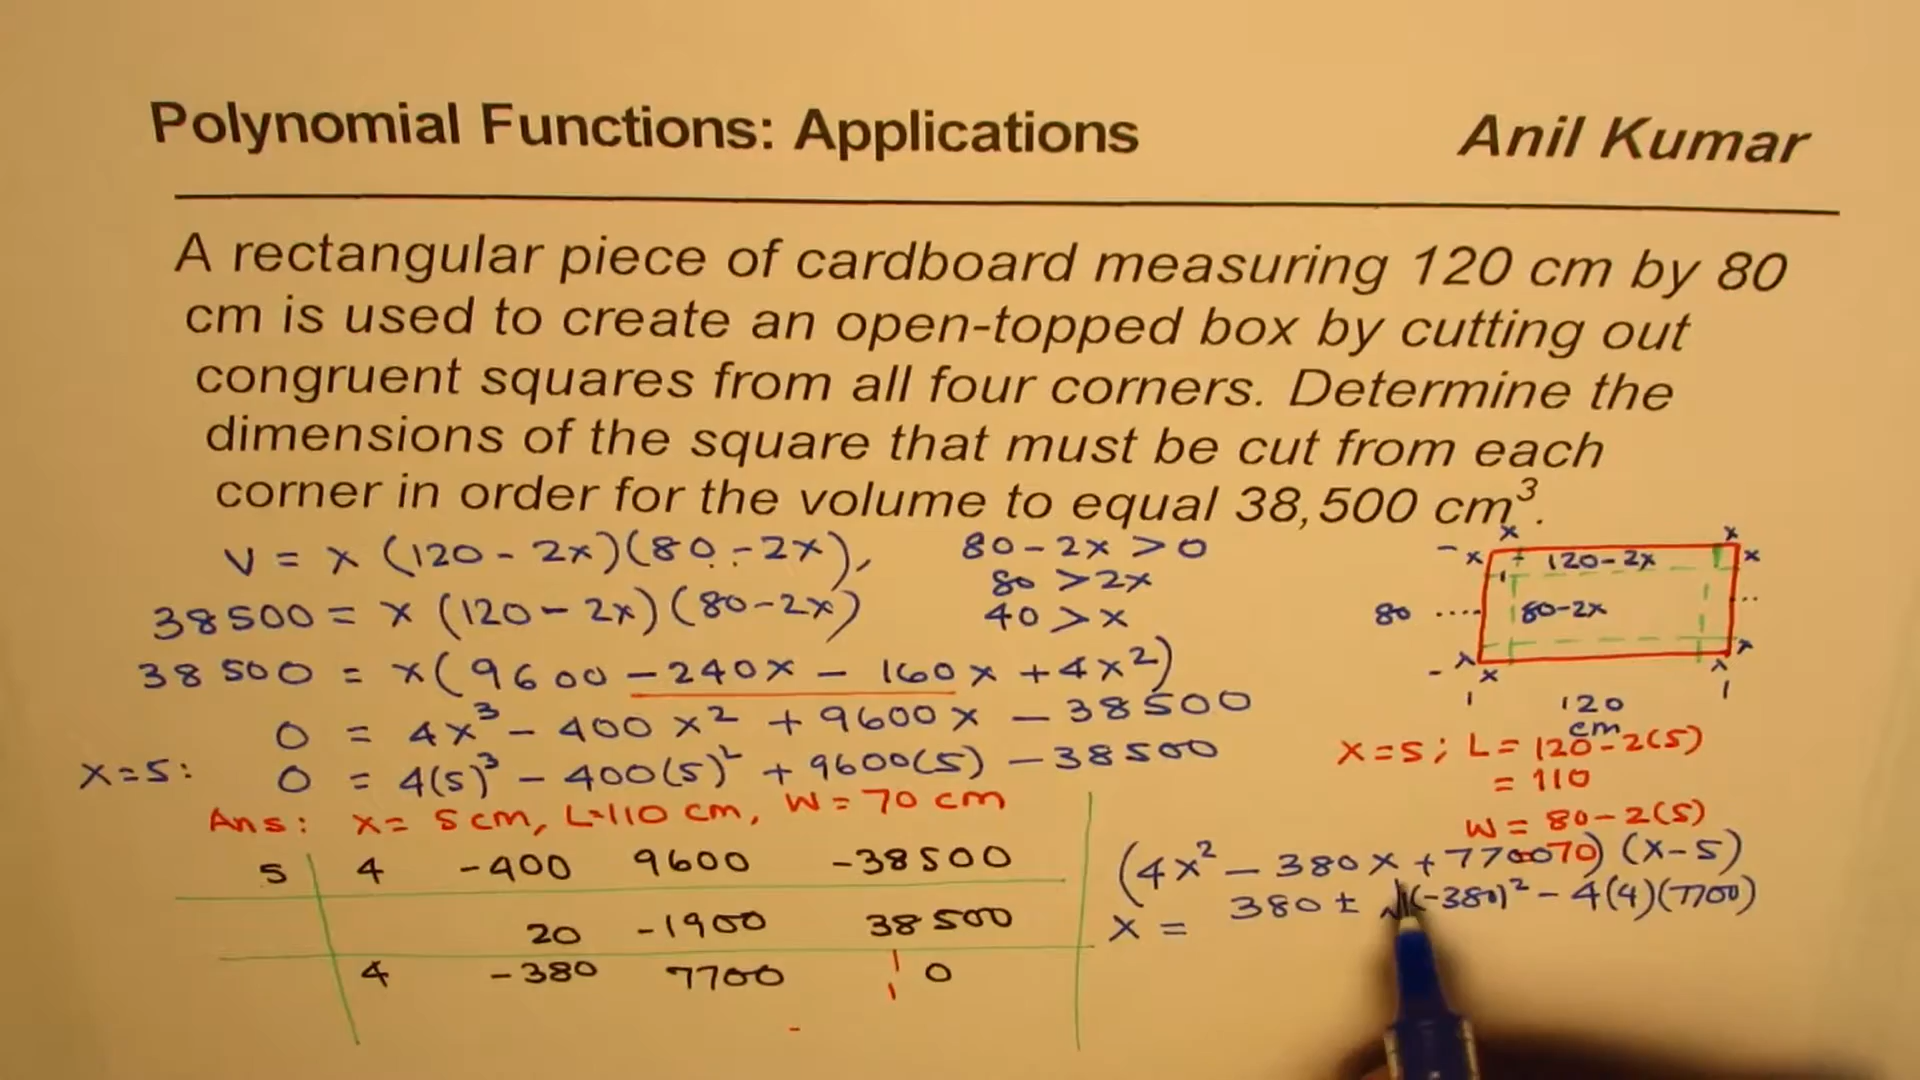 Polynomial Functions: Applications Anil Kumar
A rectangular piece of cardboard measuring 120 cm by 80
cm is used to create an open-topped box by cutting out
congruent squares from all four corners. Determine the
dimensions of the square that must be cut from each
corner in order for the volume to equal 38,500 cm³.
V = x (120 - 2x)(80 - 2x),
38500 = x (120 - 2x)(80 - 2x)
38500 = x(9600 - 240x - 160x + 4x²)
0 = 4x³ - 400x² + 9600x - 38500
x=5: 0 = 4(5)³ - 400(5)² + 9600(5) - 38500
Ans: x = 5cm, L=110 cm, W = 70 cm
80 - 2x > 0
80 > 2x
40 > x
x x
x 120-2x x
80 .... 80-2x ...
x x
x x
120
cm
x=5; L = 120-2(5)
= 110
W = 80-2(5)
= 70
5 4 -400 9600 -38500
20 -1900 38500
4 -380 7700 0
(4x² - 380x + 7700) (x-5)
x = 380 ± √(-380)² - 4(4)(7700)